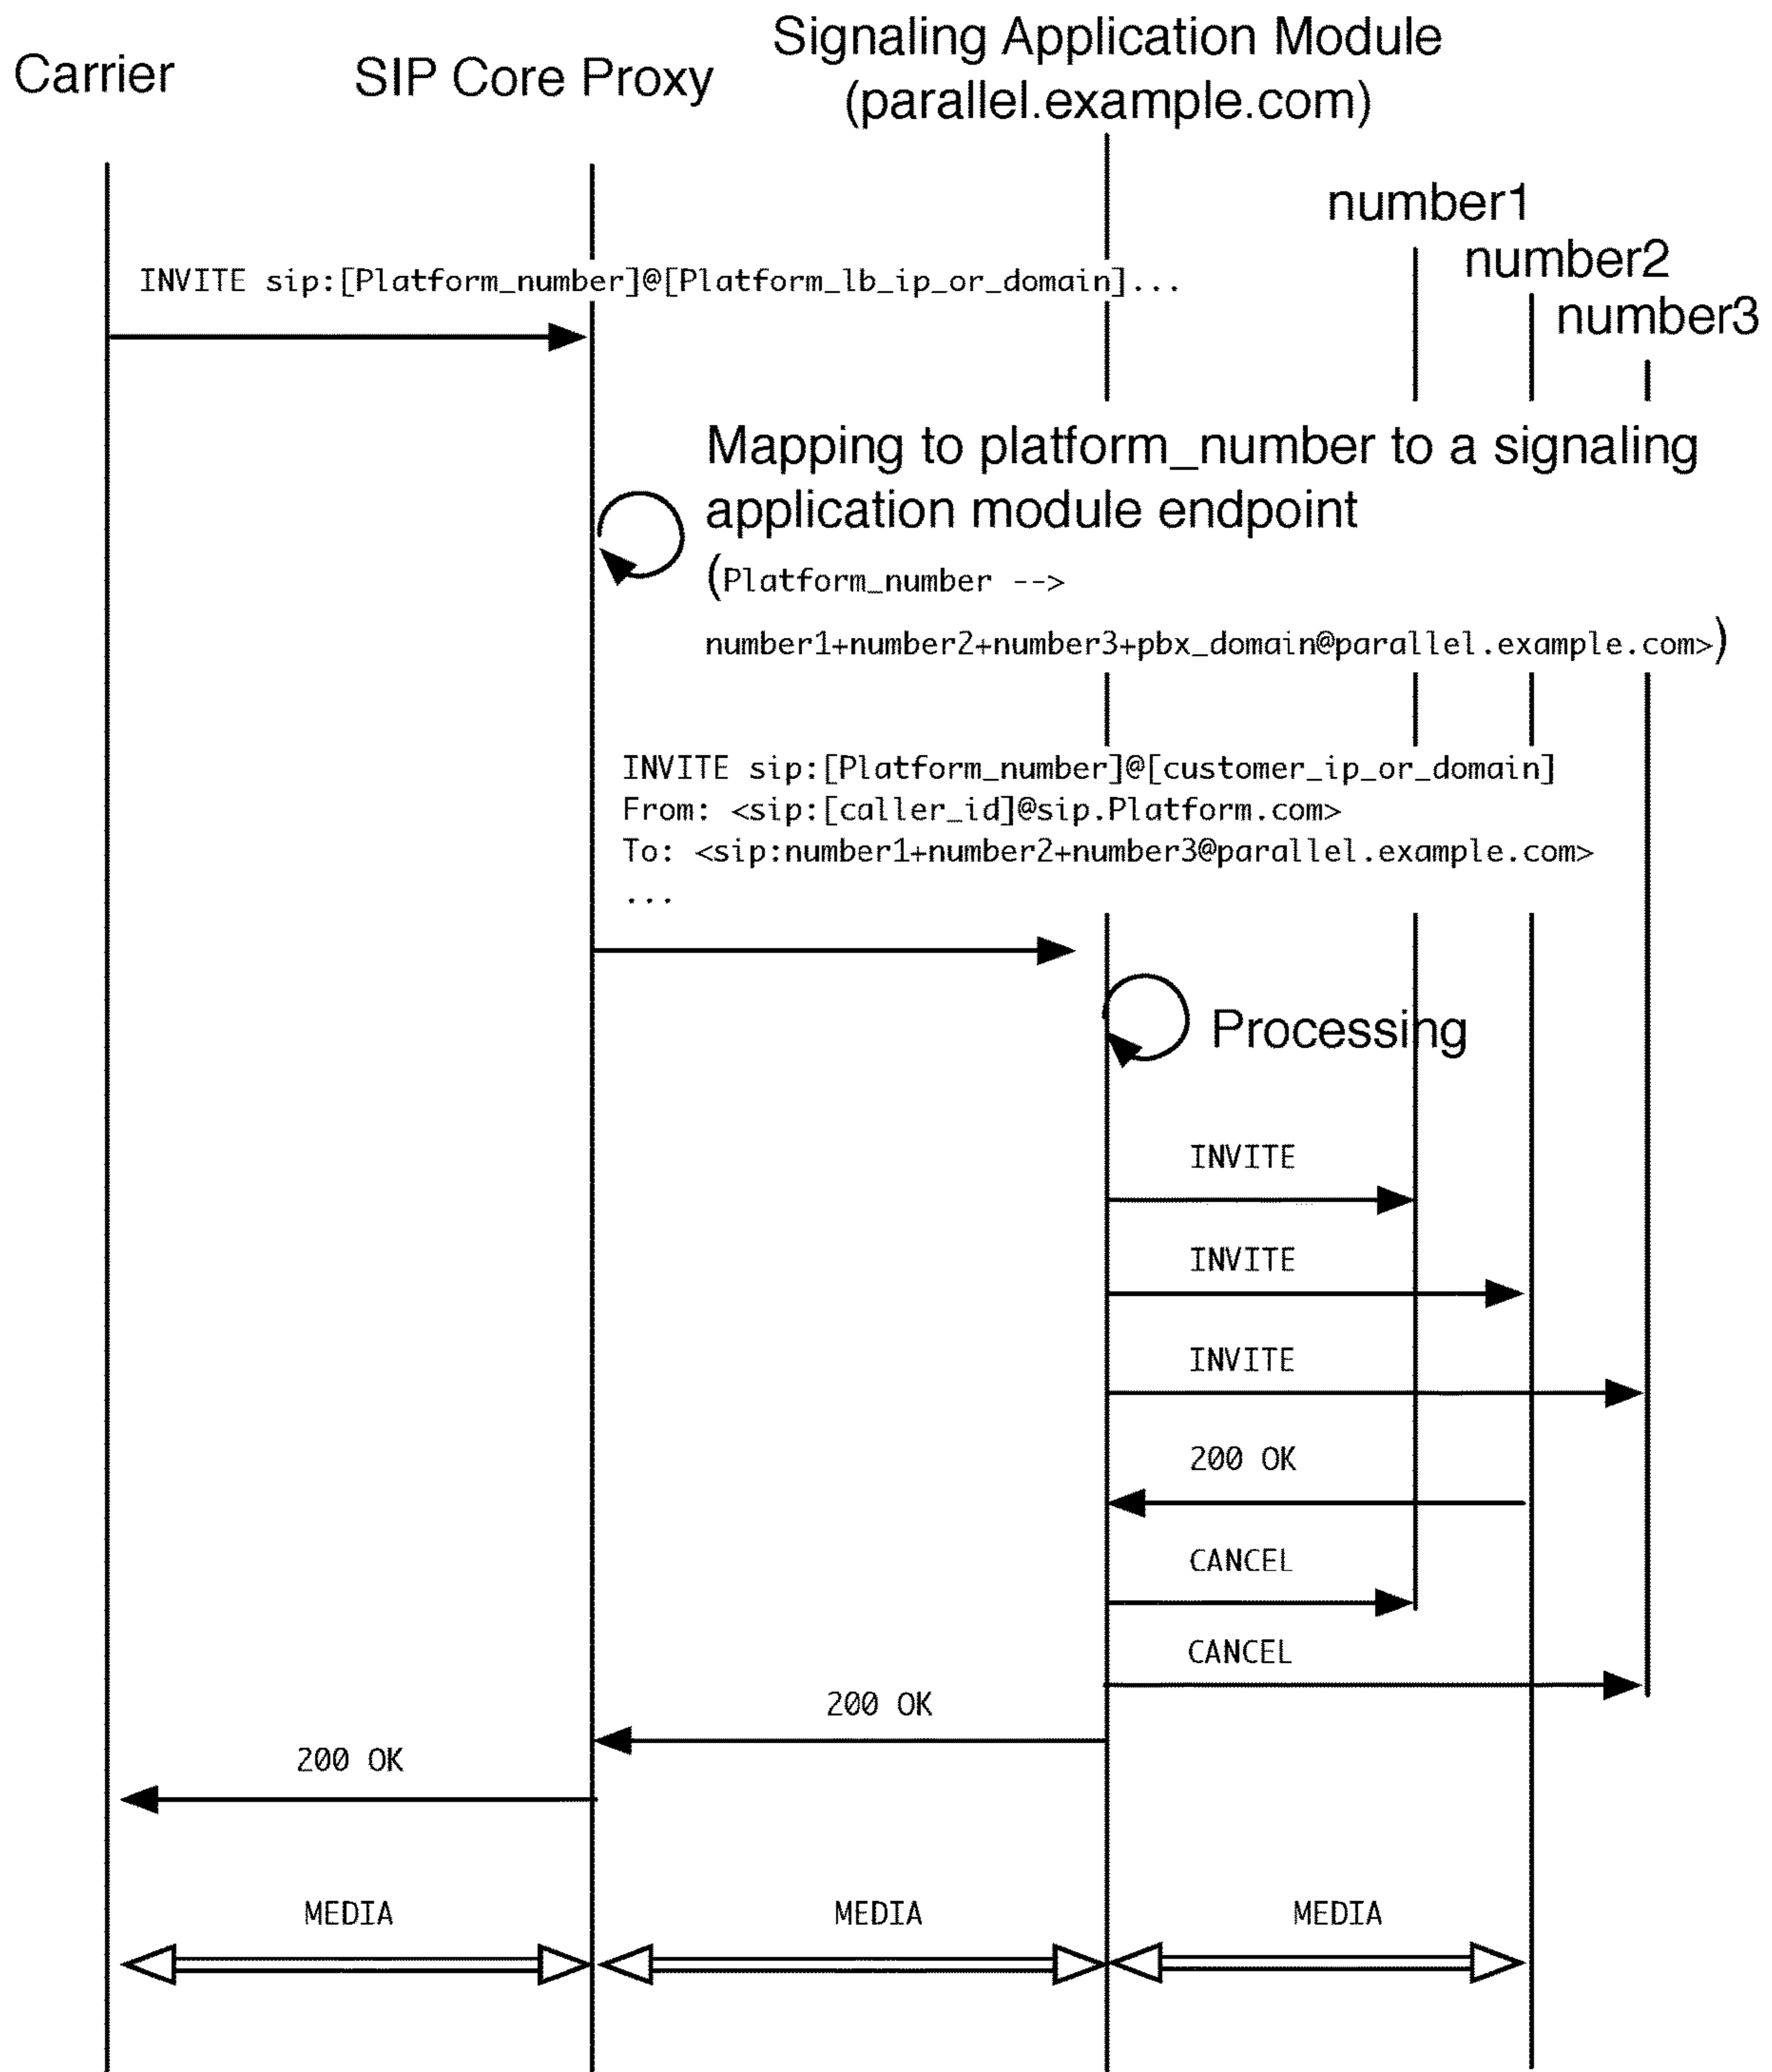 Carrier
SIP Core Proxy
Signaling Application Module
(parallel.example.com)
number1
number2
number3
INVITE sip:[Platform_number]@[Platform_lb_ip_or_domain]...
Mapping to platform_number to a signaling
application module endpoint
(Platform_number -->
number1+number2+number3+pbx_domain@parallel.example.com>)
INVITE sip:[Platform_number]@[customer_ip_or_domain]
From: <sip:[caller_id]@sip.Platform.com>
To: <sip:number1+number2+number3@parallel.example.com>
...
Processing
INVITE
INVITE
INVITE
200 OK
CANCEL
CANCEL
200 OK
200 OK
MEDIA
MEDIA
MEDIA